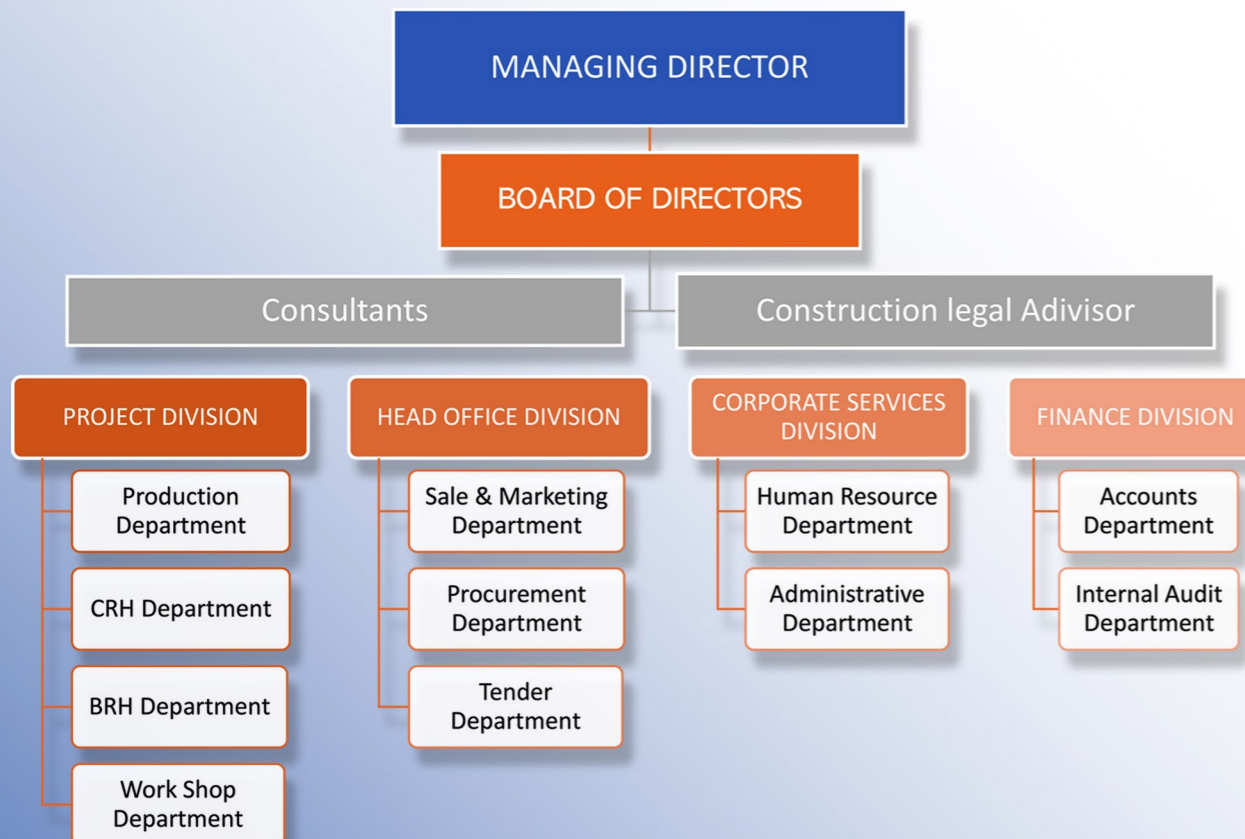 MANAGING DIRECTOR
BOARD OF DIRECTORS
Consultants
Construction legal Adivisor
PROJECT DIVISION
Production
Department
CRH Department
BRH Department
Work Shop
Department
HEAD OFFICE DIVISION
Sale & Marketing
Department
Procurement
Department
Tender
Department
CORPORATE SERVICES
DIVISION
Human Resource
Department
Administrative
Department
FINANCE DIVISION
Accounts
Department
Internal Audit
Department